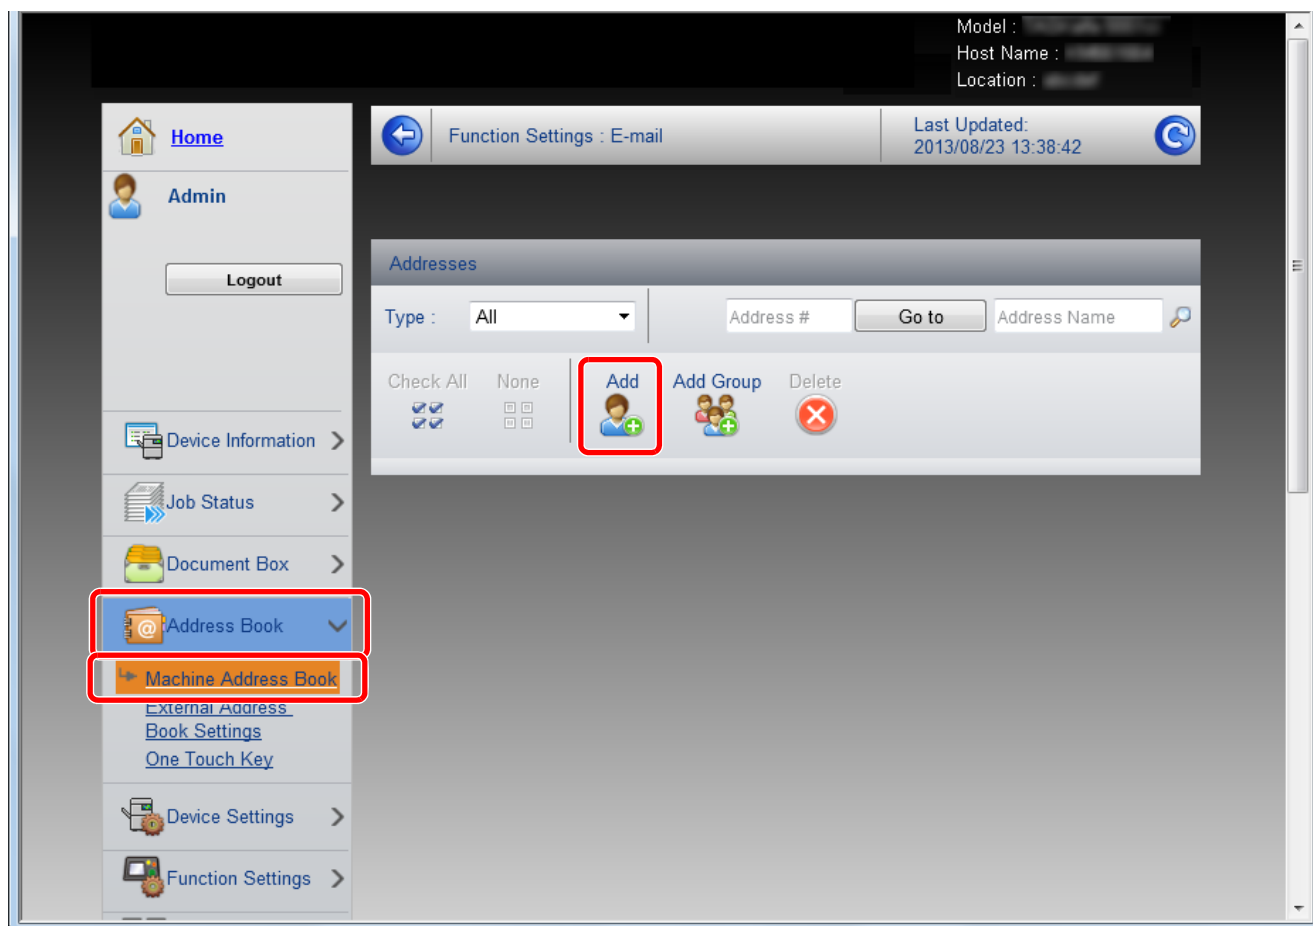 Model :
Host Name :
Location :
Home
Admin
Logout
Function Settings : E-mail
Last Updated:
2013/08/23 13:38:42
Addresses
Type :
All
Address #
Go to
Address Name
Check All
None
Add
Add Group
Delete
Device Information
Job Status
Document Box
Address Book
@
Machine Address Book
External Address
Book Settings
One Touch Key
Device Settings
Function Settings